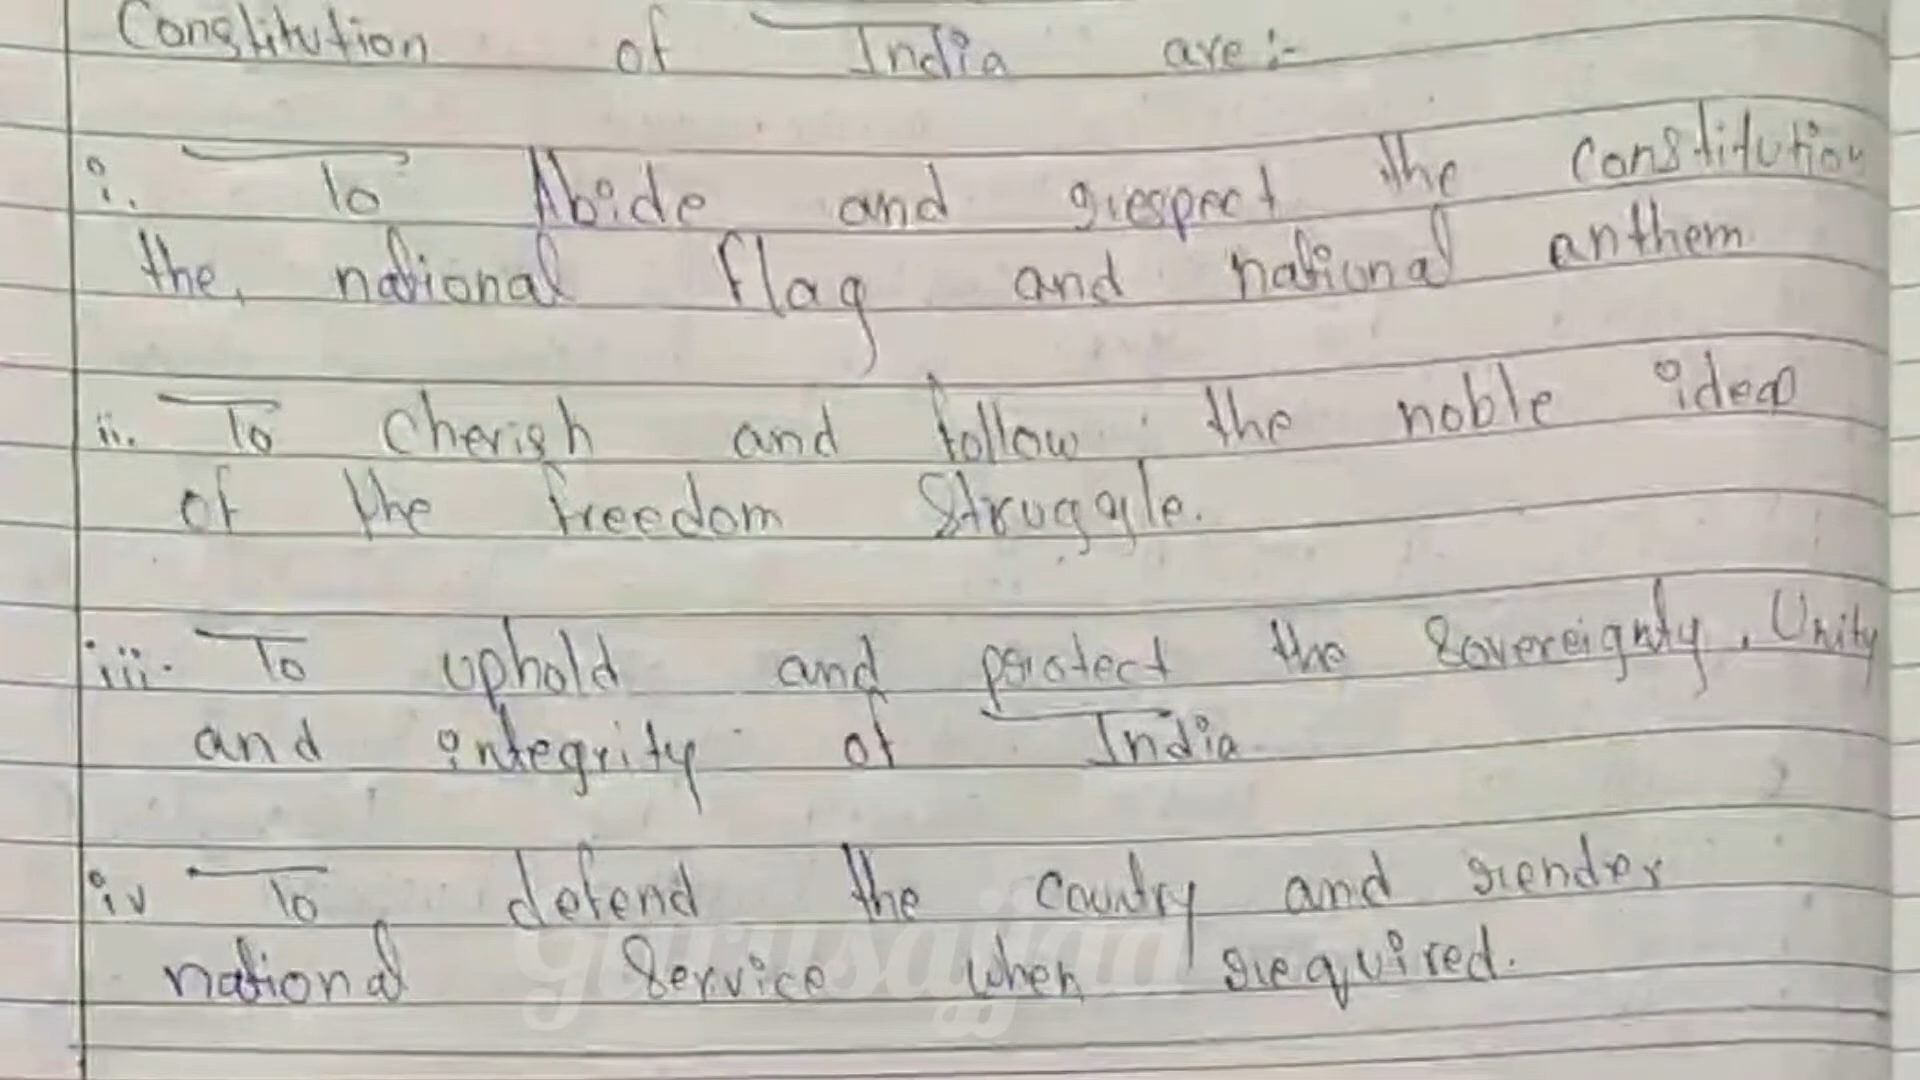 Constitution of India are:-
i. To Abide and respect the Constitution
the, national flag and national anthem
ii. To Cherish and follow the noble idea
of the freedom Struggle.
iii. To uphold and protect the Sovereignty, Unity
and integrity of India
iv To defend the Country and render
national Service when required.
gurusajjad